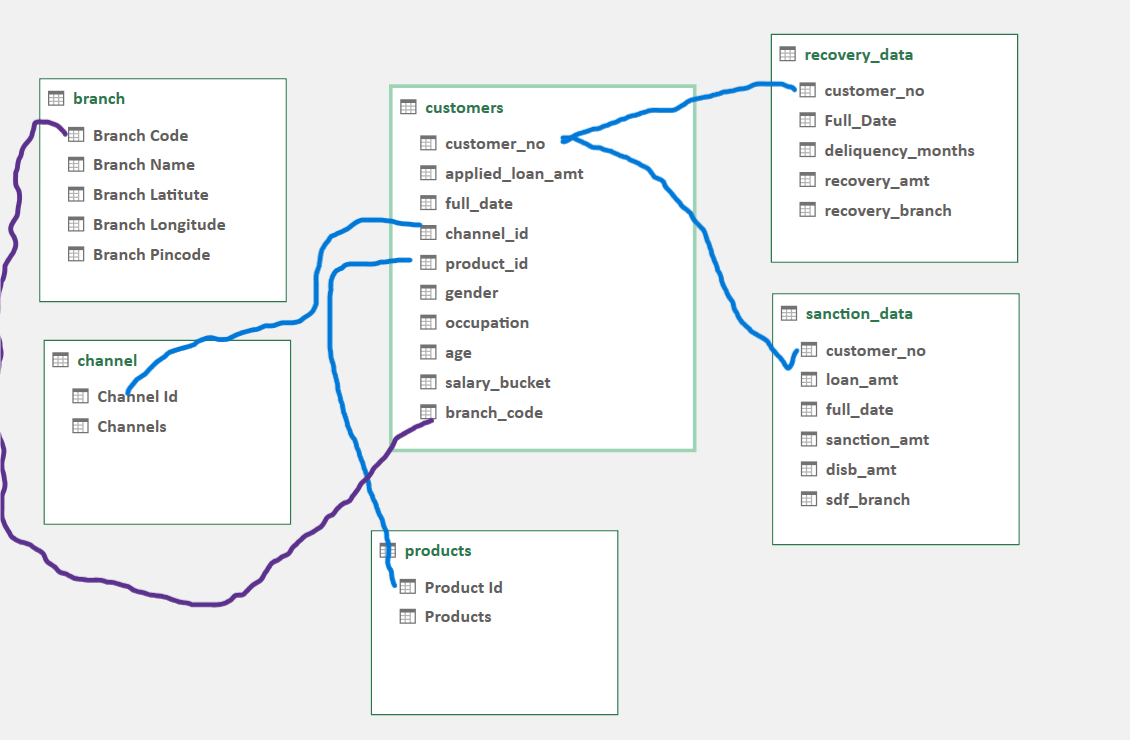 branch
Branch Code
Branch Name
Branch Latitute
Branch Longitude
Branch Pincode
channel
Channel Id
Channels
customers
customer_no
applied_loan_amt
full_date
channel_id
product_id
gender
occupation
age
salary_bucket
branch_code
products
Product Id
Products
recovery_data
customer_no
Full_Date
deliquency_months
recovery_amt
recovery_branch
sanction_data
customer_no
loan_amt
full_date
sanction_amt
disb_amt
sdf_branch